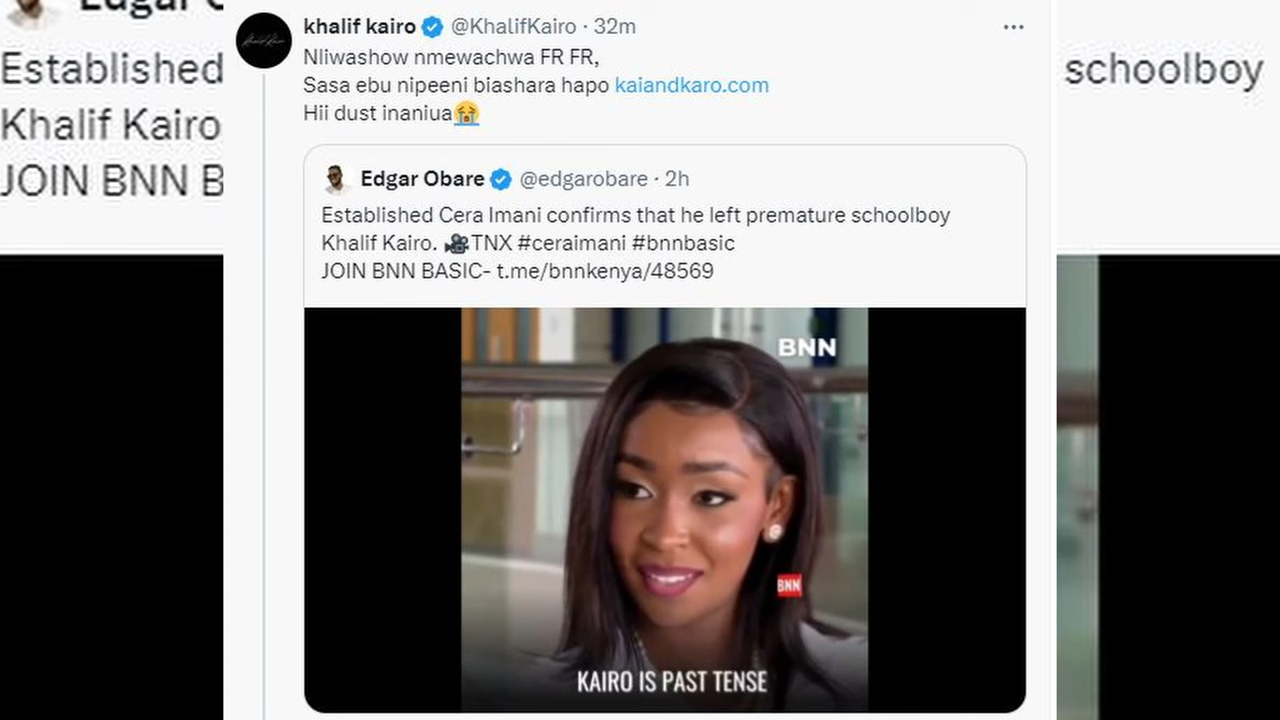 Established
Khalif Kairo
JOIN BNN B
khalif kairo @KhalifKairo · 32m
Nliwashow nmewachwa FR FR,
Sasa ebu nipeeni biashara hapo kaiandkaro.com
Hii dust inaniua😭
Edgar Obare @edgarobare · 2h
Established Cera Imani confirms that he left premature schoolboy
Khalif Kairo. 🎥TNX #ceraimani #bnnbasic
JOIN BNN BASIC- t.me/bnnkenya/48569
BNN
BNN
KAIRO IS PAST TENSE
schoolboy